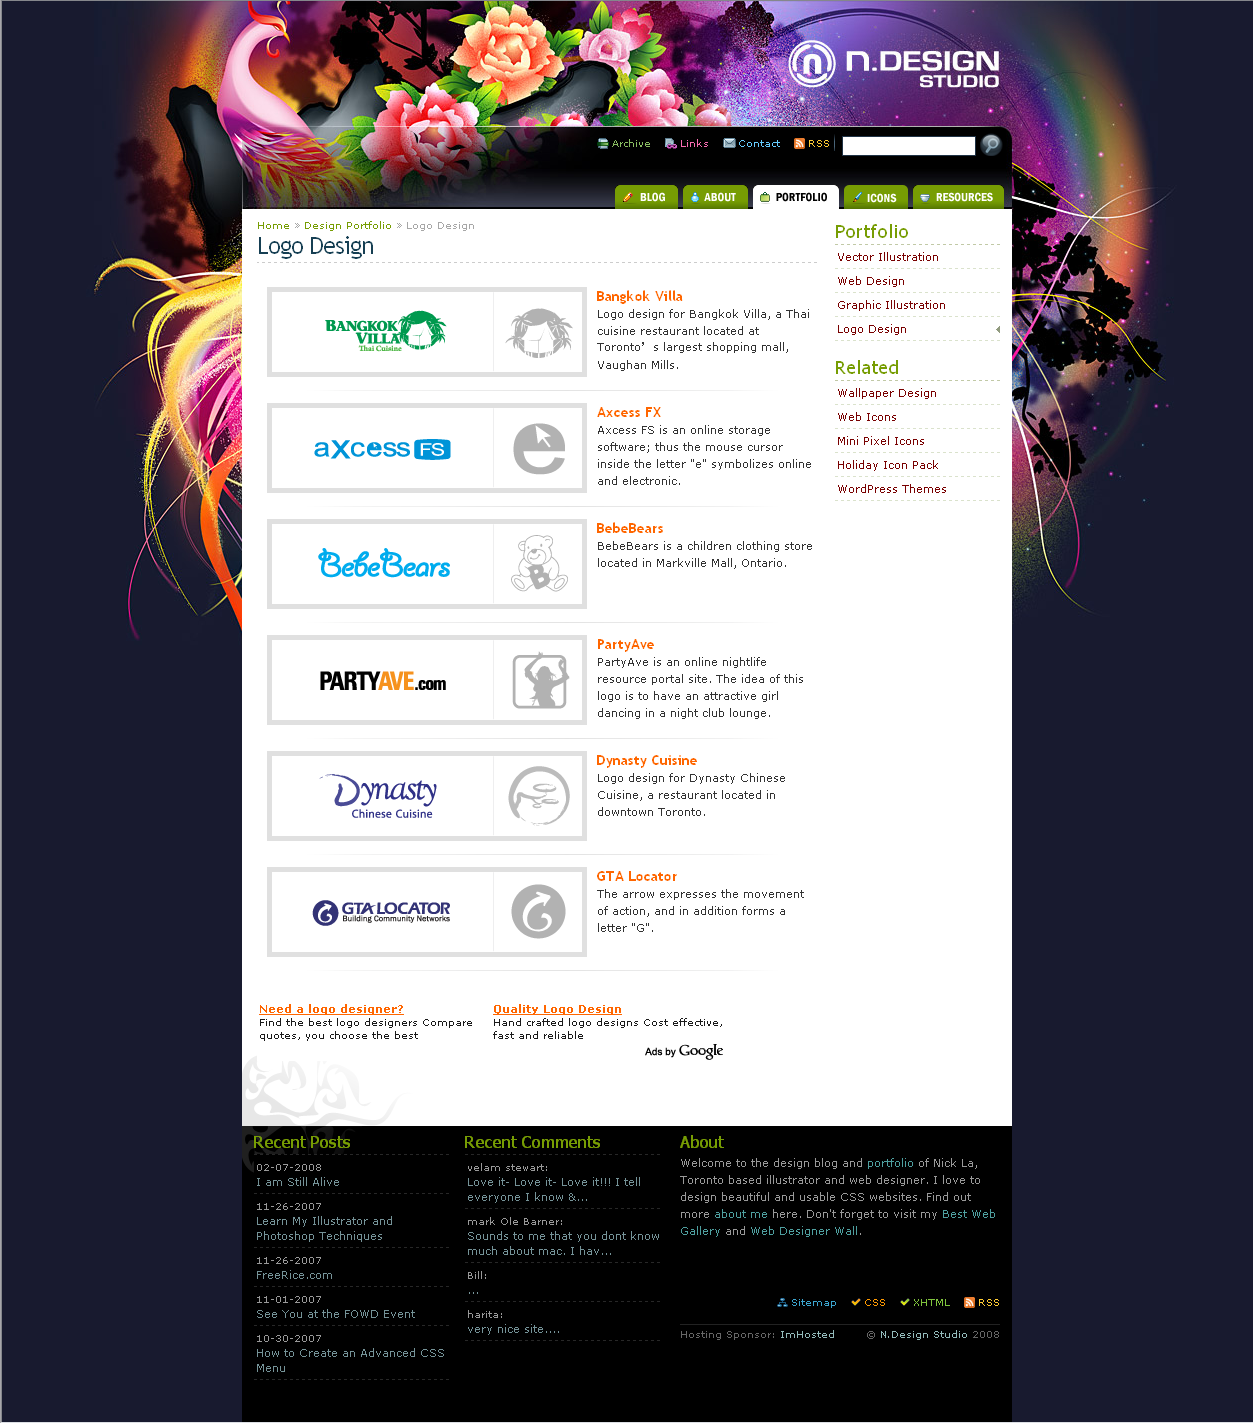 n.DESIGN
STUDIO
Archive
Links
Contact
RSS
BLOG
ABOUT
PORTFOLIO
ICONS
RESOURCES
Home » Design Portfolio » Logo Design
Logo Design
BANGKOK
VILLA
Thai Cuisine
Bangkok Villa
Logo design for Bangkok Villa, a Thai
cuisine restaurant located at
Toronto’s largest shopping mall,
Vaughan Mills.
aXcess FS
Axcess FX
Axcess FS is an online storage
software; thus the mouse cursor
inside the letter "e" symbolizes online
and electronic.
BebeBears
B
BebeBears
BebeBears is a children clothing store
located in Markville Mall, Ontario.
PARTYAVE.com
PartyAve
PartyAve is an online nightlife
resource portal site. The idea of this
logo is to have an attractive girl
dancing in a night club lounge.
Dynasty
Chinese Cuisine
Dynasty Cuisine
Logo design for Dynasty Chinese
Cuisine, a restaurant located in
downtown Toronto.
GTA LOCATOR
Building Community Networks
GTA Locator
The arrow expresses the movement
of action, and in addition forms a
letter "G".
Need a logo designer?
Find the best logo designers Compare
quotes, you choose the best
Quality Logo Design
Hand crafted logo designs Cost effective,
fast and reliable
Ads by Google
Portfolio
Vector Illustration
Web Design
Graphic Illustration
Logo Design
Related
Wallpaper Design
Web Icons
Mini Pixel Icons
Holiday Icon Pack
WordPress Themes
Recent Posts
02-07-2008
I am Still Alive
11-26-2007
Learn My Illustrator and
Photoshop Techniques
11-26-2007
FreeRice.com
11-01-2007
See You at the FOWD Event
10-30-2007
How to Create an Advanced CSS
Menu
Recent Comments
velam stewart:
Love it- Love it- Love it!!! I tell
everyone I know &...
mark Ole Barner:
Sounds to me that you dont know
much about mac. I hav...
Bill:
...
harita:
very nice site....
About
Welcome to the design blog and portfolio of Nick La,
Toronto based illustrator and web designer. I love to
design beautiful and usable CSS websites. Find out
more about me here. Don't forget to visit my Best Web
Gallery and Web Designer Wall.
Sitemap
CSS
XHTML
RSS
Hosting Sponsor: ImHosted
© N.Design Studio 2008